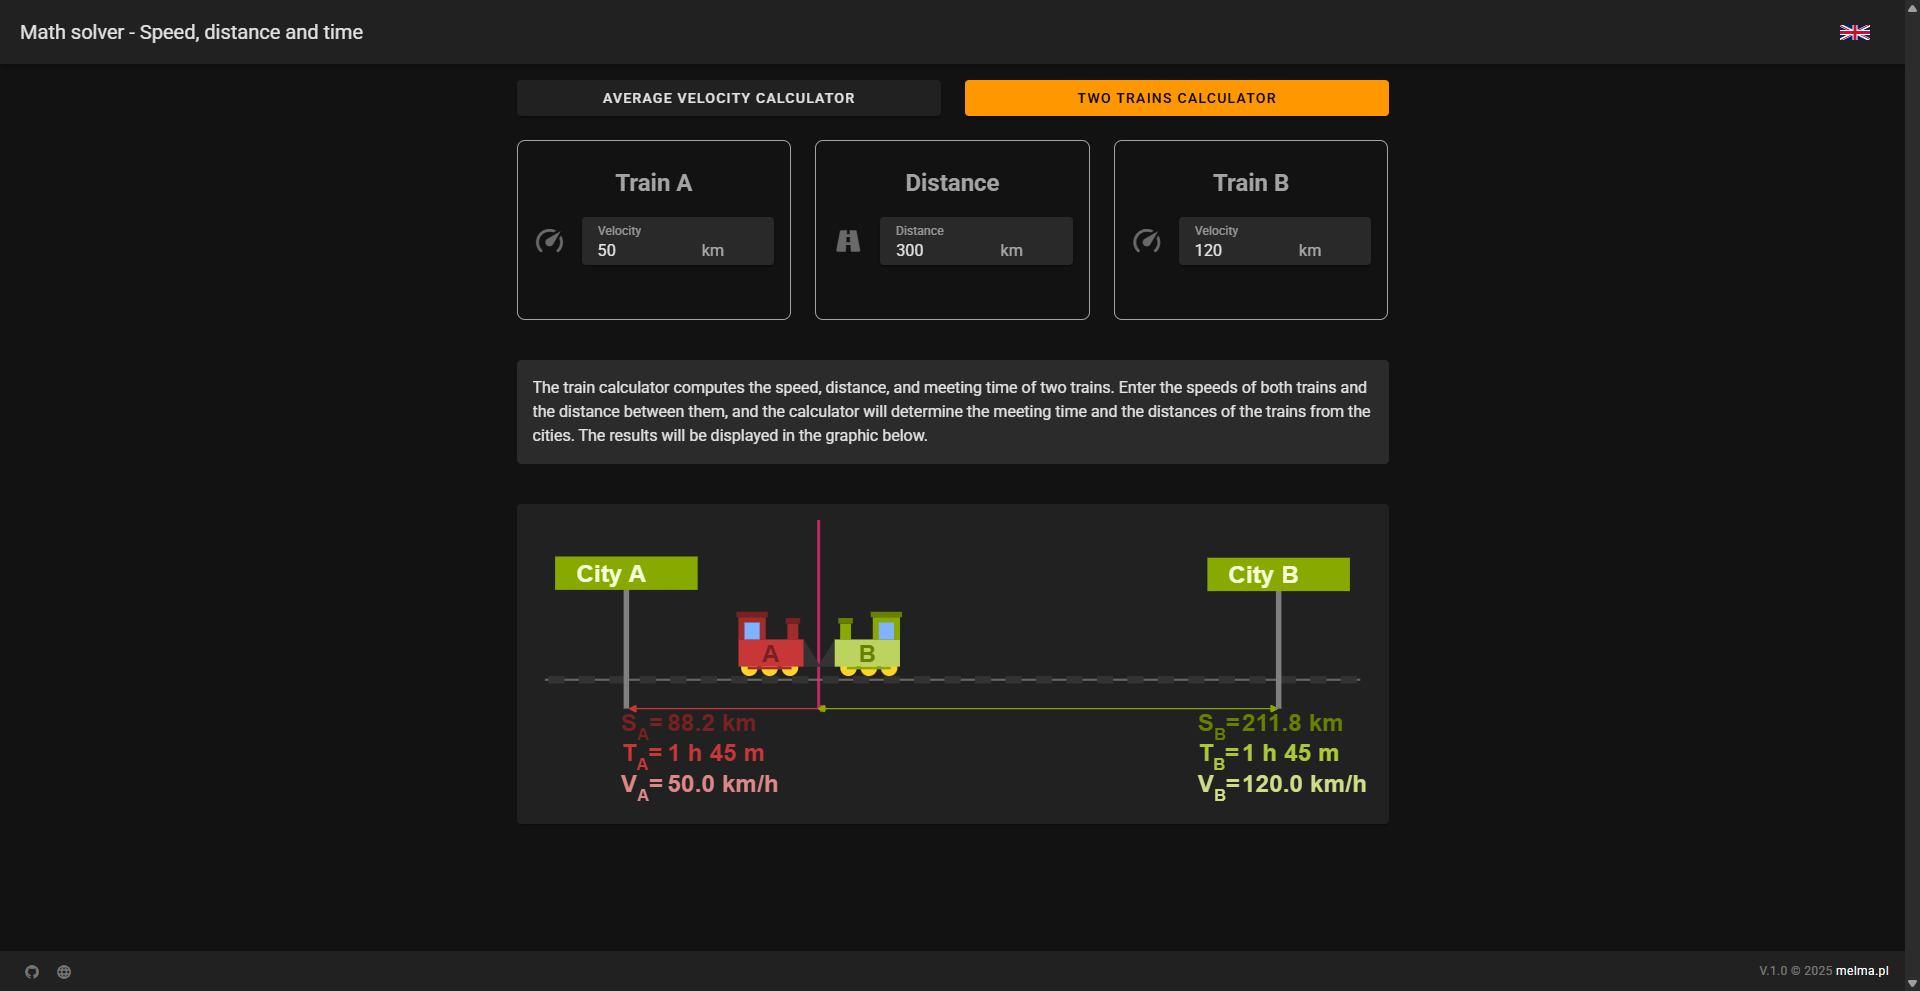 Math solver - Speed, distance and time
AVERAGE VELOCITY CALCULATOR
TWO TRAINS CALCULATOR
Train A
Velocity
50 km
Distance
Distance
300 km
Train B
Velocity
120 km
The train calculator computes the speed, distance, and meeting time of two trains. Enter the speeds of both trains and
the distance between them, and the calculator will determine the meeting time and the distances of the trains from the
cities. The results will be displayed in the graphic below.
City A
City B
A
B
SA= 88.2 km
TA= 1 h 45 m
VA= 50.0 km/h
SB=211.8 km
TB=1 h 45 m
VB=120.0 km/h
V.1.0 © 2025 melma.pl